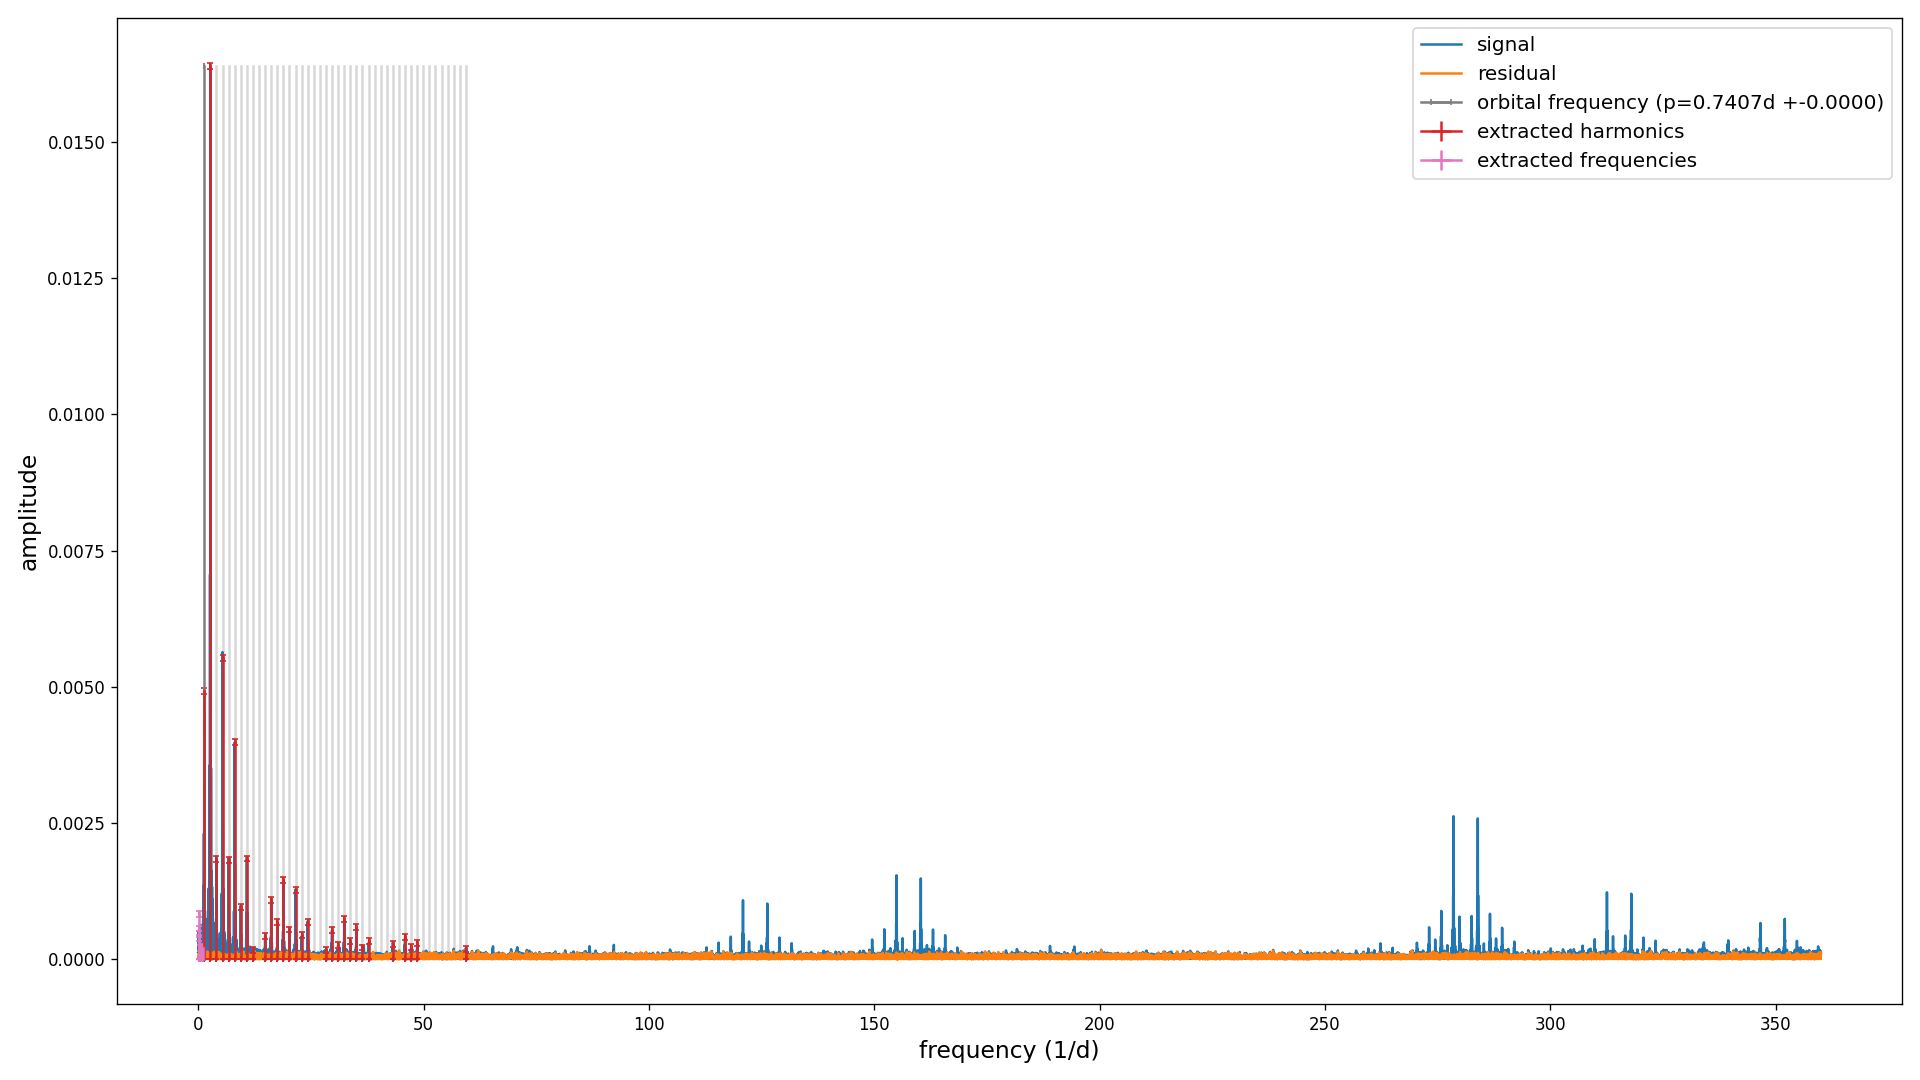 signal
residual
orbital frequency (p=0.7407d +-0.0000)
extracted harmonics
extracted frequencies
0.0150
0.0125
0.0100
0.0075
0.0050
0.0025
0.0000
amplitude
0 50 100 150 200 250 300 350
frequency (1/d)